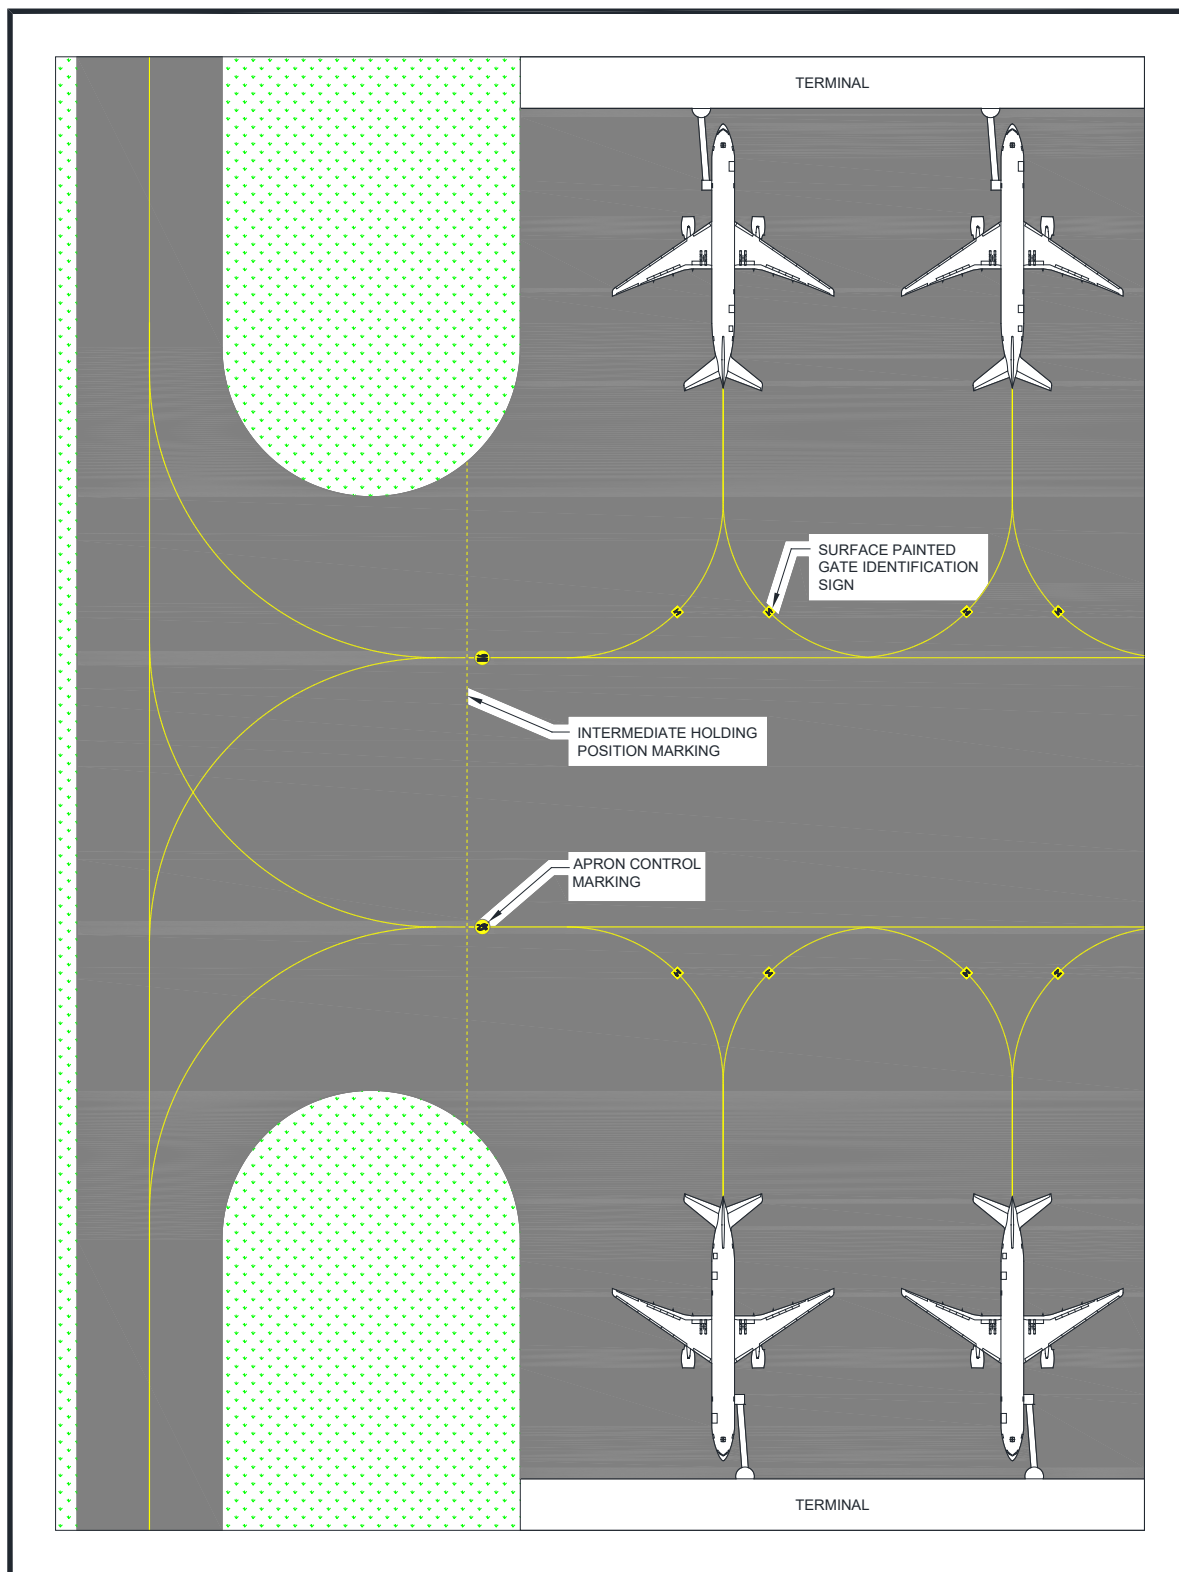 TERMINAL
SURFACE PAINTED
GATE IDENTIFICATION
SIGN
INTERMEDIATE HOLDING
POSITION MARKING
APRON CONTROL
MARKING
TERMINAL